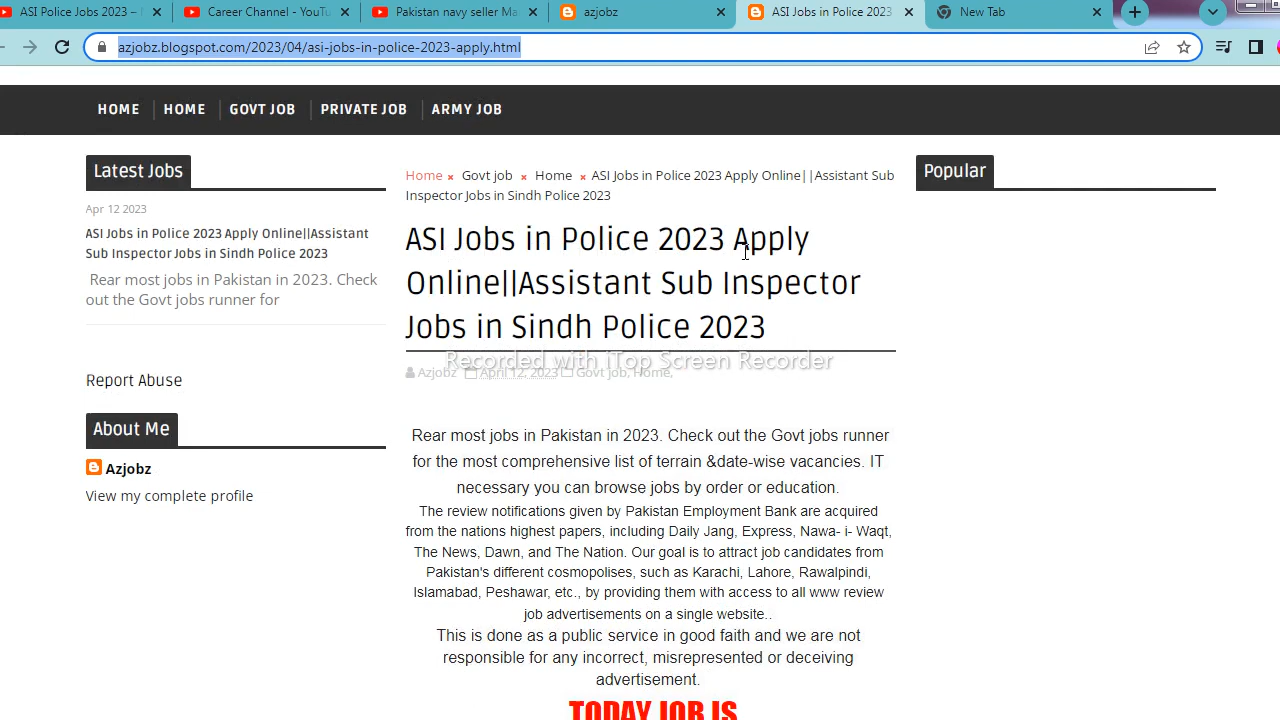 ASI Police Jobs 2023 –
Career Channel - YouTu
Pakistan navy seller Ma
azjobz
ASI Jobs in Police 2023
New Tab
azjobz.blogspot.com/2023/04/asi-jobs-in-police-2023-apply.html
HOME
HOME
GOVT JOB
PRIVATE JOB
ARMY JOB
Latest Jobs
Apr 12 2023
ASI Jobs in Police 2023 Apply Online||Assistant
Sub Inspector Jobs in Sindh Police 2023
Rear most jobs in Pakistan in 2023. Check
out the Govt jobs runner for
Report Abuse
About Me
Azjobz
View my complete profile
Home × Govt job × Home × ASI Jobs in Police 2023 Apply Online||Assistant Sub
Inspector Jobs in Sindh Police 2023
ASI Jobs in Police 2023 Apply
Online||Assistant Sub Inspector
Jobs in Sindh Police 2023
Recorded with iTop Screen Recorder
Azjobz April 12, 2023 Govt job, Home,
Rear most jobs in Pakistan in 2023. Check out the Govt jobs runner
for the most comprehensive list of terrain &date-wise vacancies. IT
necessary you can browse jobs by order or education.
The review notifications given by Pakistan Employment Bank are acquired
from the nations highest papers, including Daily Jang, Express, Nawa- i- Waqt,
The News, Dawn, and The Nation. Our goal is to attract job candidates from
Pakistan's different cosmopolises, such as Karachi, Lahore, Rawalpindi,
Islamabad, Peshawar, etc., by providing them with access to all www review
job advertisements on a single website..
This is done as a public service in good faith and we are not
responsible for any incorrect, misrepresented or deceiving
advertisement.
TODAY JOB IS
Popular